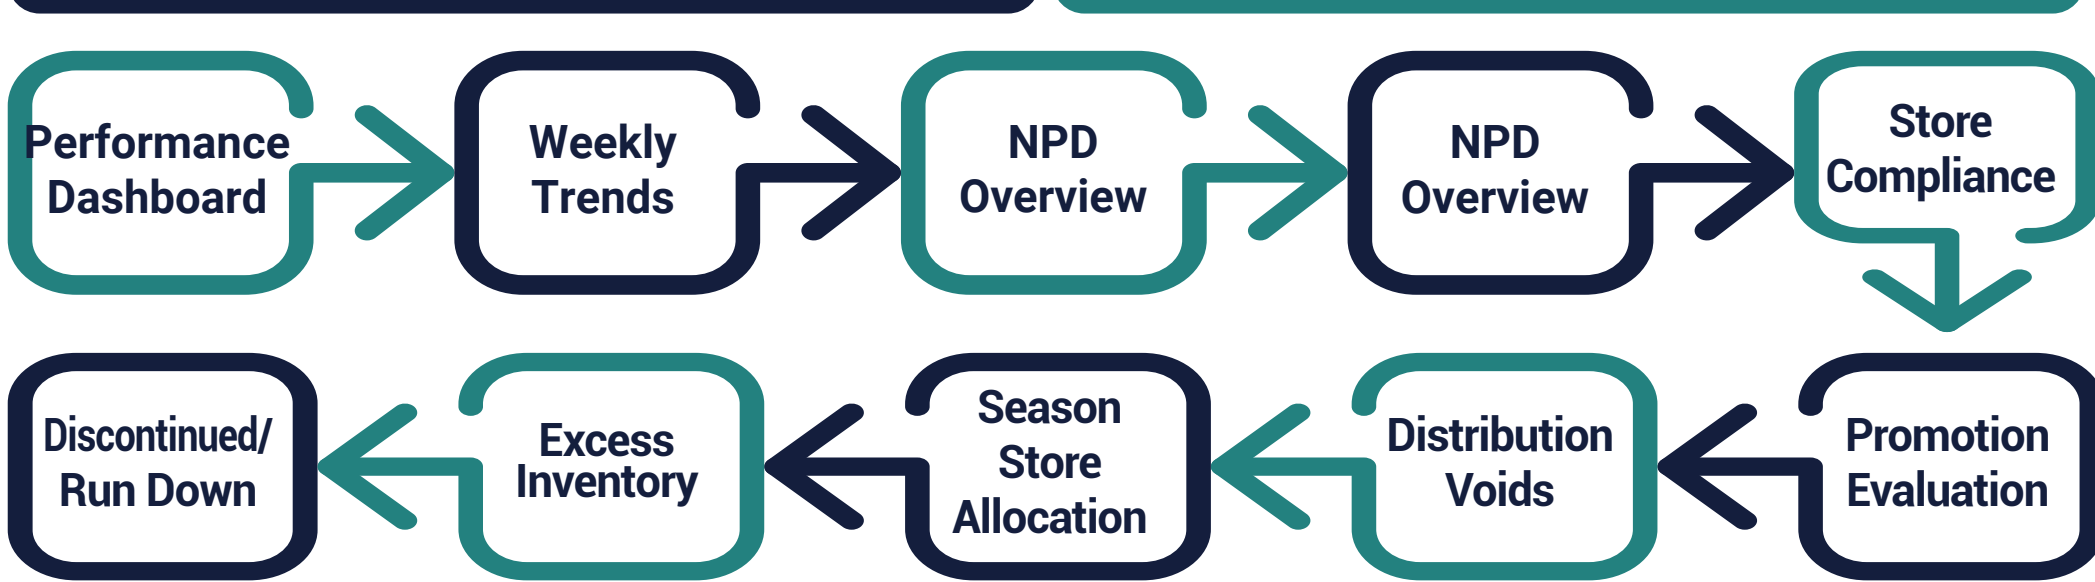 Performance
Dashboard
Weekly
Trends
NPD
Overview
NPD
Overview
Store
Compliance
Promotion
Evaluation
Distribution
Voids
Season
Store
Allocation
Excess
Inventory
Discontinued/
Run Down